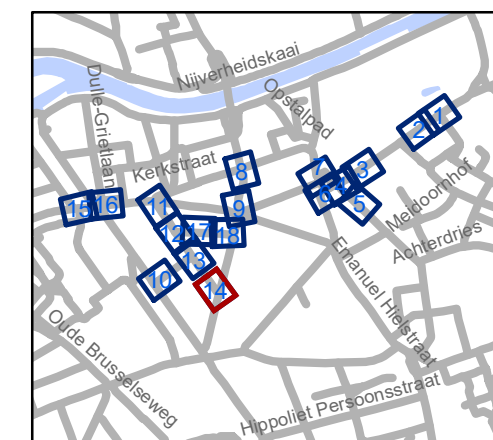 Nijverheidskaai
Dulle-Grietlaan
Opstalpad
Kerkstraat
Meidoornhof
Achterdries
Emanuel Hielstraat
Oude Brusselseweg
Hippoliet Persoonsstraat
1
2
3
4
5
6
7
8
9
10
11
12
13
14
15
16
17
18